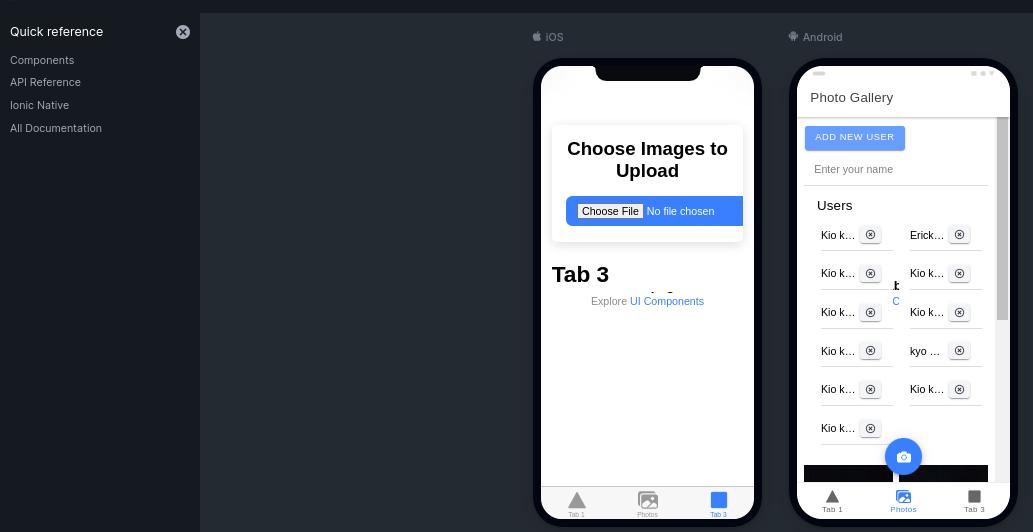 Quick reference
Components
API Reference
Ionic Native
All Documentation
iOS
Choose Images to
Upload
Choose File No file chosen
Tab 3
Explore UI Components
Tab 1 Photos Tab 3
Android
Photo Gallery
ADD NEW USER
Enter your name
Users
Kio k... Erick...
Kio k... Kio k...
Kio k... Kio k...
Kio k... kyo ...
Kio k... Kio k...
Kio k...
Tab 1 Photos Tab 3